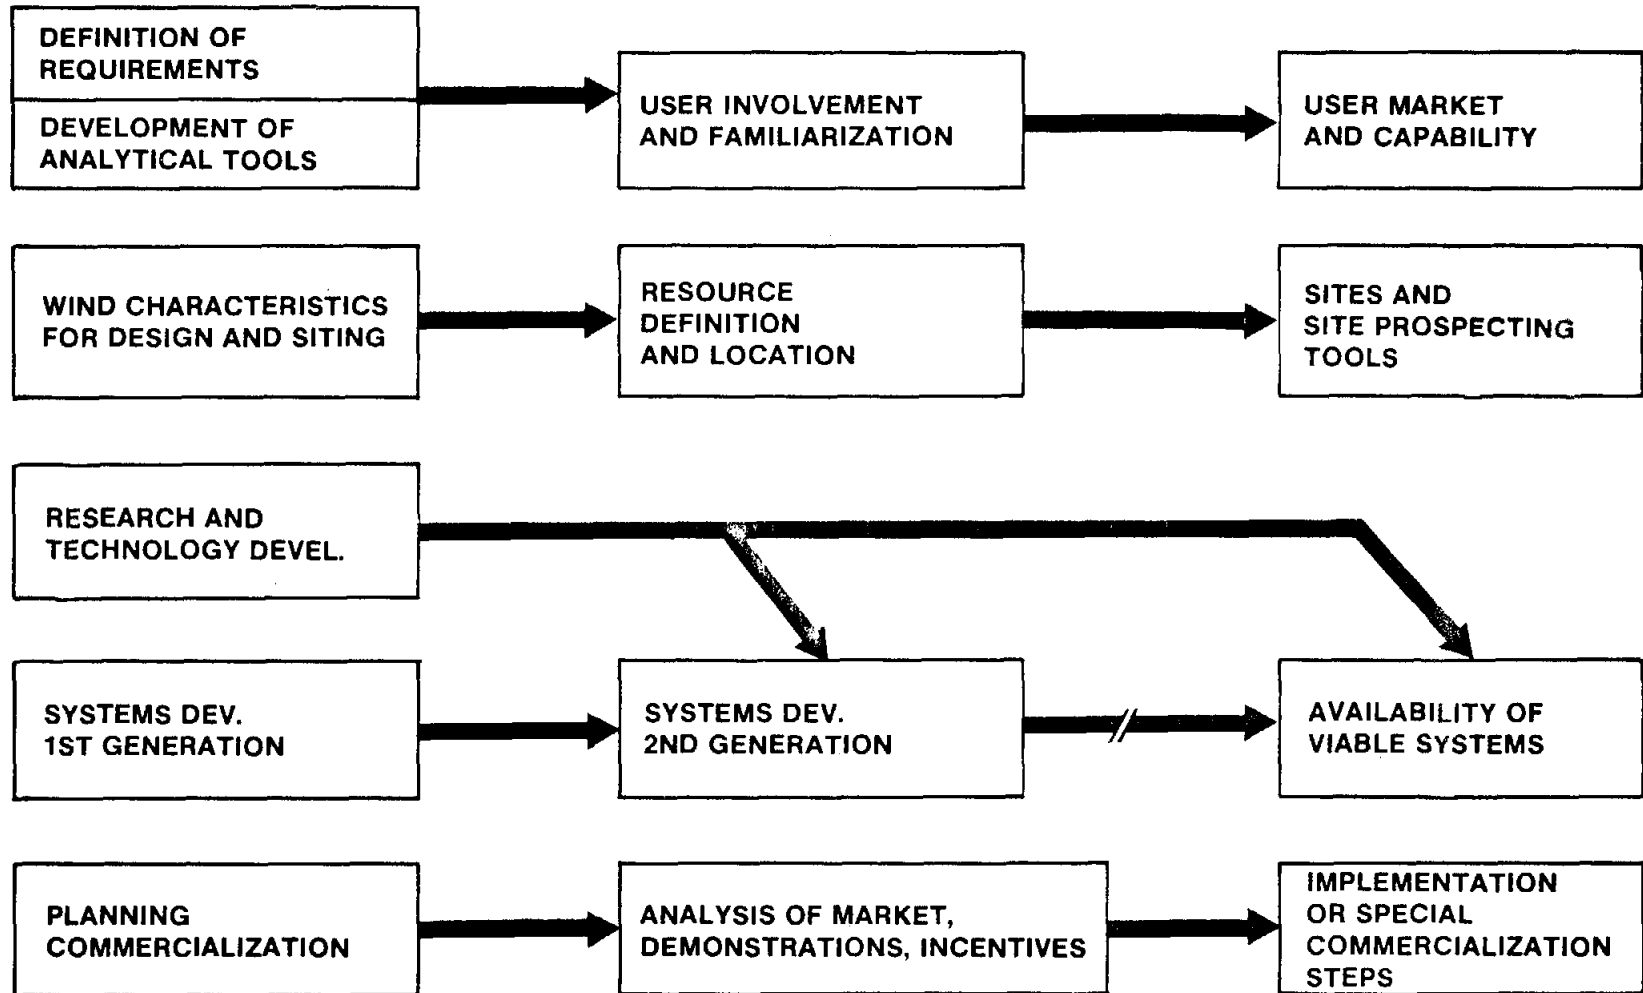 DEFINITION OF
REQUIREMENTS
DEVELOPMENT OF
ANALYTICAL TOOLS
USER INVOLVEMENT
AND FAMILIARIZATION
USER MARKET
AND CAPABILITY
WIND CHARACTERISTICS
FOR DESIGN AND SITING
RESOURCE
DEFINITION
AND LOCATION
SITES AND
SITE PROSPECTING
TOOLS
RESEARCH AND
TECHNOLOGY DEVEL.
SYSTEMS DEV.
1ST GENERATION
SYSTEMS DEV.
2ND GENERATION
AVAILABILITY OF
VIABLE SYSTEMS
PLANNING
COMMERCIALIZATION
ANALYSIS OF MARKET,
DEMONSTRATIONS, INCENTIVES
IMPLEMENTATION
OR SPECIAL
COMMERCIALIZATION
STEPS